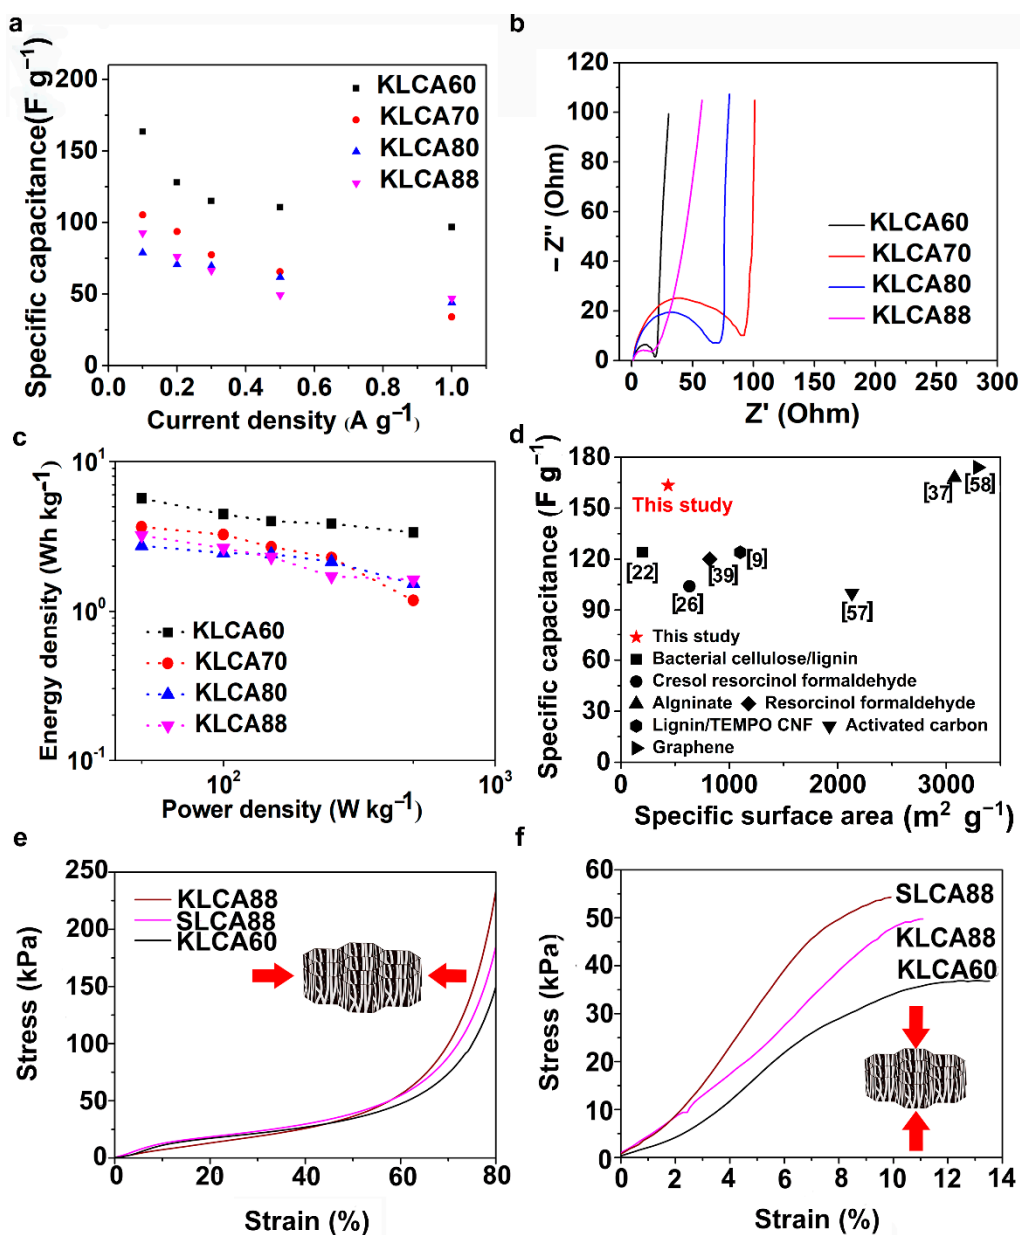 a
Specific capacitance(F g⁻¹)
200
150
100
50
0
0.0 0.2 0.4 0.6 0.8 1.0
Current density (A g⁻¹)
KLCA60
KLCA70
KLCA80
KLCA88
b
−Z'' (Ohm)
120
100
80
60
40
20
0
0 50 100 150 200 250 300
Z' (Ohm)
KLCA60
KLCA70
KLCA80
KLCA88
c
Energy density (Wh kg⁻¹)
10¹
10⁰
10⁻¹
10² 10³
Power density (W kg⁻¹)
KLCA60
KLCA70
KLCA80
KLCA88
d
Specific capacitance (F g⁻¹)
180
150
120
90
60
30
0
0 1000 2000 3000
Specific surface area (m² g⁻¹)
This study
[22]
[26]
[39]
[9]
[57]
[37]
[58]
This study
Bacterial cellulose/lignin
Cresol resorcinol formaldehyde
Algninate Resorcinol formaldehyde
Lignin/TEMPO CNF Activated carbon
Graphene
e
Stress (kPa)
250
200
150
100
50
0
0 20 40 60 80
Strain (%)
KLCA88
SLCA88
KLCA60
f
Stress (kPa)
60
50
40
30
20
10
0
0 2 4 6 8 10 12 14
Strain (%)
SLCA88
KLCA88
KLCA60